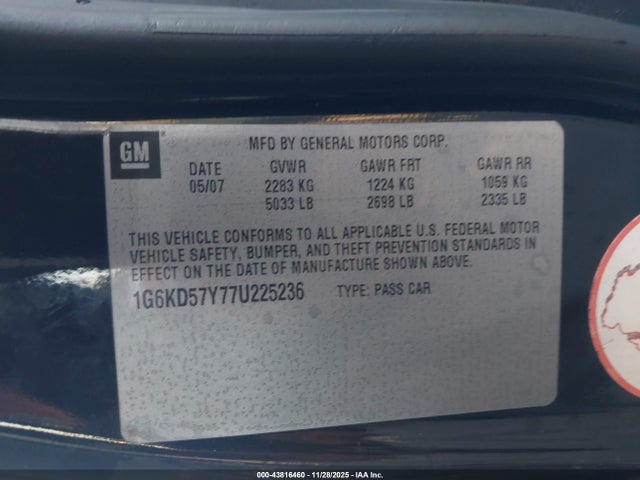 GM
MFD BY GENERAL MOTORS CORP.
DATE GVWR GAWR FRT GAWR RR
05/07 2283 KG 1224 KG 1059 KG
5033 LB 2698 LB 2335 LB
THIS VEHICLE CONFORMS TO ALL APPLICABLE U.S. FEDERAL MOTOR
VEHICLE SAFETY, BUMPER, AND THEFT PREVENTION STANDARDS IN
EFFECT ON THE DATE OF MANUFACTURE SHOWN ABOVE.
1G6KD57Y77U225236 TYPE: PASS CAR
000-43816460 - 11/28/2025 - IAA Inc.